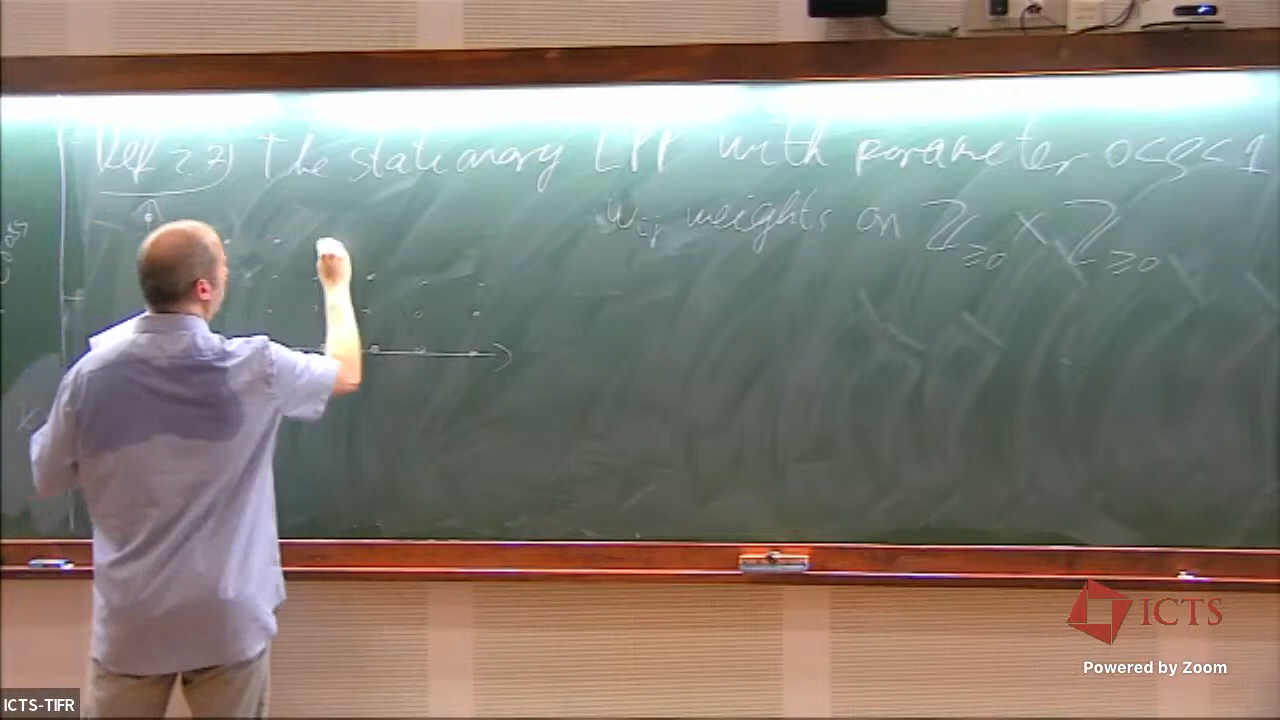 Def 2.7) The stationary LPP with parameter 0<ϱ<1
w_ij weights on ℤ≥0 × ℤ≥0
ICTS
Powered by Zoom
ICTS-TIFR